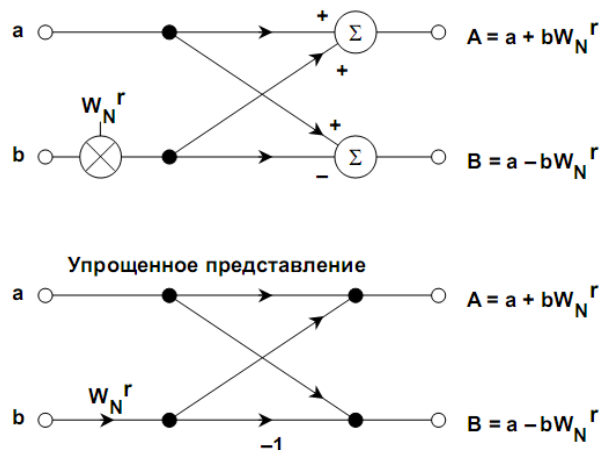 a
+
Σ
A = a + bW_N^r
+
W_N^r
+
b
Σ
B = a – bW_N^r
–
Упрощенное представление
a
A = a + bW_N^r
W_N^r
b
B = a – bW_N^r
–1